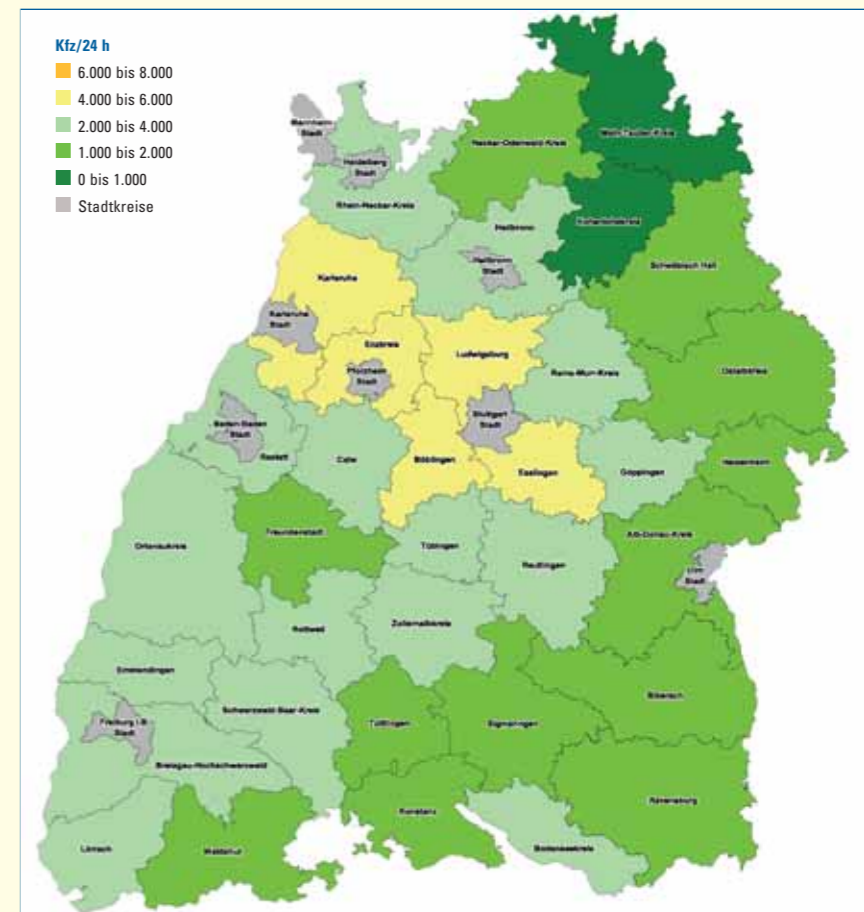 Kfz/24 h
6.000 bis 8.000
4.000 bis 6.000
2.000 bis 4.000
1.000 bis 2.000
0 bis 1.000
Stadtkreise
Main-Tauber-Kreis
Mannheim
Stadt
Neckar-Odenwald-Kreis
Heidelberg
Stadt
Rhein-Neckar-Kreis
Hohenlohekreis
Heilbronn
Heilbronn
Stadt
Schwäbisch Hall
Karlsruhe
Karlsruhe
Stadt
Enzkreis
Ludwigsburg
Pforzheim
Stadt
Rems-Murr-Kreis
Ostalbkreis
Stuttgart
Stadt
Baden-Baden
Stadt
Rastatt
Calw
Böblingen
Esslingen
Göppingen
Heidenheim
Freudenstadt
Alb-Donau-Kreis
Ortenaukreis
Tübingen
Reutlingen
Ulm
Stadt
Rottweil
Zollernalbkreis
Emmendingen
Biberach
Schwarzwald-Baar-Kreis
Freiburg i.B.
Stadt
Tuttlingen
Sigmaringen
Breisgau-Hochschwarzwald
Ravensburg
Konstanz
Lörrach
Waldshut
Bodenseekreis